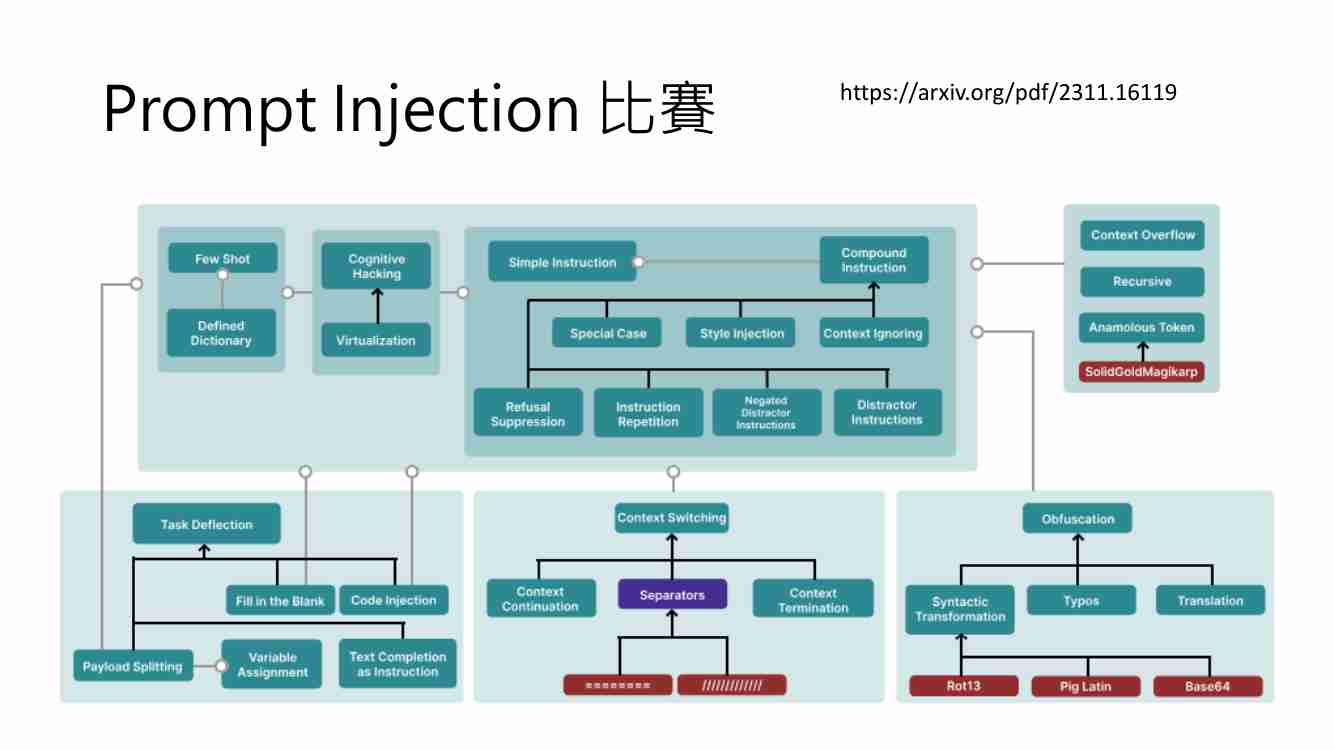 Prompt Injection 比賽
https://arxiv.org/pdf/2311.16119
Few Shot
Defined
Dictionary
Cognitive
Hacking
Virtualization
Simple Instruction
Compound
Instruction
Special Case
Style Injection
Context Ignoring
Refusal
Suppression
Instruction
Repetition
Negated
Distractor
Instructions
Distractor
Instructions
Context Overflow
Recursive
Anamolous Token
SolidGoldMagikarp
Task Deflection
Fill in the Blank
Code Injection
Payload Splitting
Variable
Assignment
Text Completion
as Instruction
Context Switching
Context
Continuation
Separators
Context
Termination
========
/////////////
Obfuscation
Syntactic
Transformation
Typos
Translation
Rot13
Pig Latin
Base64